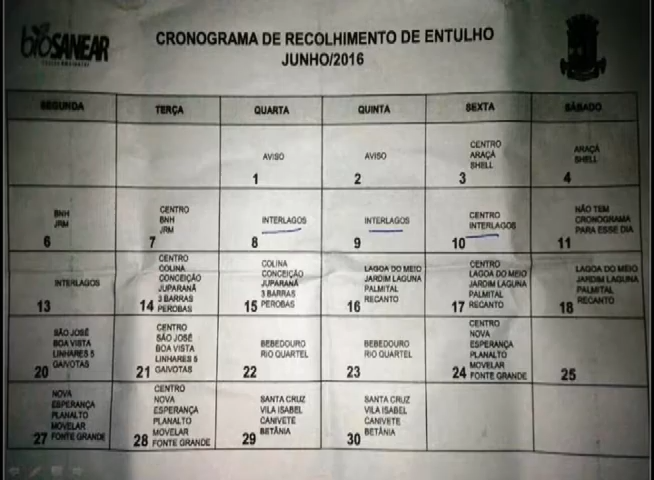 bioSANEAR
CRONOGRAMA DE RECOLHIMENTO DE ENTULHO
JUNHO/2016
SEGUNDA
TERÇA
QUARTA
QUINTA
SEXTA
SÁBADO
AVISO
1
AVISO
2
CENTRO
ARAÇÁ
SHELL
3
ARAÇÁ
SHELL
4
BNH
JRM
6
CENTRO
BNH
JRM
7
INTERLAGOS
8
INTERLAGOS
9
CENTRO
INTERLAGOS
10
NÃO TEM
CRONOGRAMA
PARA ESSE DIA
11
INTERLAGOS
13
CENTRO
COLINA
CONCEIÇÃO
JUPARANÃ
3 BARRAS
PEROBAS
14
COLINA
CONCEIÇÃO
JUPARANÃ
3 BARRAS
PEROBAS
15
LAGOA DO MEIO
JARDIM LAGUNA
PALMITAL
RECANTO
16
CENTRO
LAGOA DO MEIO
JARDIM LAGUNA
PALMITAL
RECANTO
17
LAGOA DO MEIO
JARDIM LAGUNA
PALMITAL
RECANTO
18
SÃO JOSÉ
BOA VISTA
LINHARES 5
GAIVOTAS
20
CENTRO
SÃO JOSÉ
BOA VISTA
LINHARES 5
GAIVOTAS
21
BEBEDOURO
RIO QUARTEL
22
BEBEDOURO
RIO QUARTEL
23
CENTRO
NOVA
ESPERANÇA
PLANALTO
MOVELAR
FONTE GRANDE
24
25
NOVA
ESPERANÇA
PLANALTO
MOVELAR
FONTE GRANDE
27
CENTRO
NOVA
ESPERANÇA
PLANALTO
MOVELAR
FONTE GRANDE
28
SANTA CRUZ
VILA ISABEL
CANIVETE
BETÂNIA
29
SANTA CRUZ
VILA ISABEL
CANIVETE
BETÂNIA
30